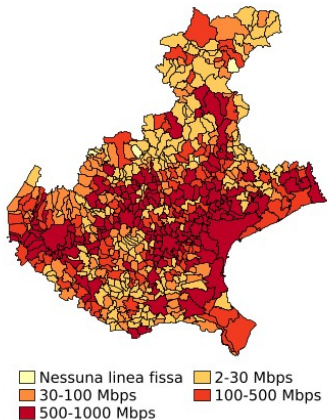 Nessuna linea fissa
2-30 Mbps
30-100 Mbps
100-500 Mbps
500-1000 Mbps